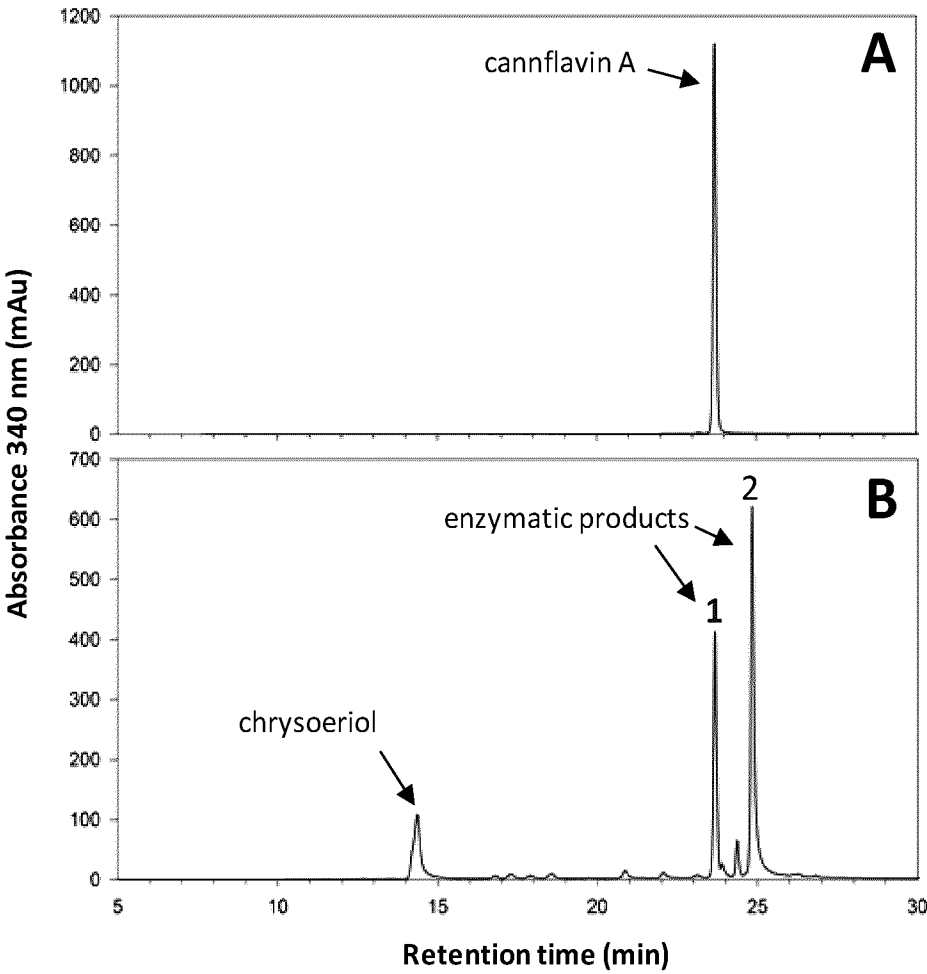 1200
A
cannflavin A
1000
800
600
400
200
0
Absorbance 340 nm (mAu)
700
2
B
600
enzymatic products
500
1
400
300
chrysoeriol
200
100
0
5 10 15 20 25 30
Retention time (min)